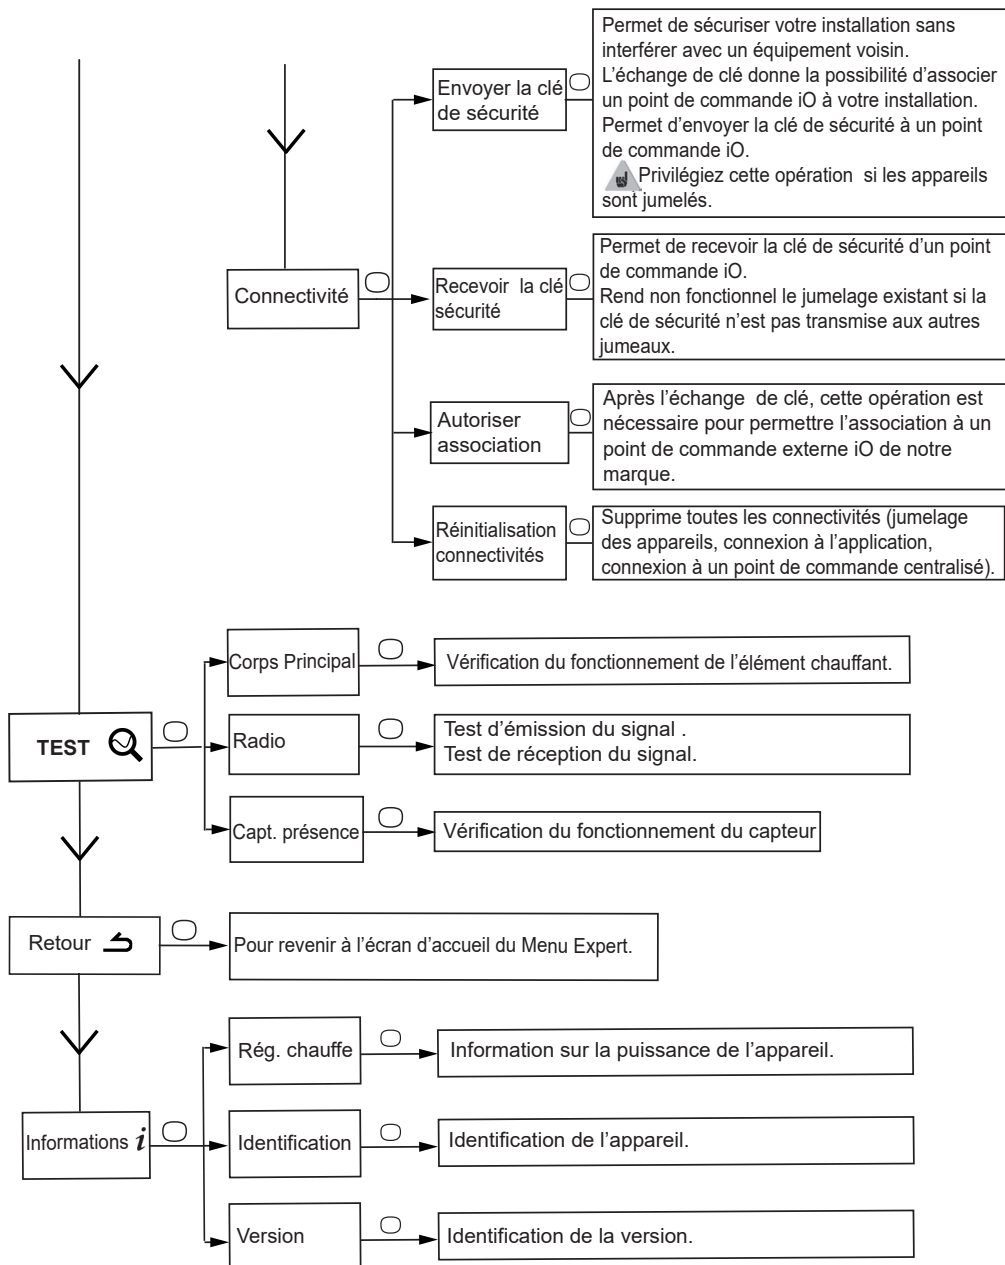 Permet de sécuriser votre installation sans
interférer avec un équipement voisin.
L'échange de clé donne la possibilité d'associer
un point de commande iO à votre installation.
Permet d'envoyer la clé de sécurité à un point
de commande iO.
Privilégiez cette opération si les appareils
sont jumelés.
Envoyer la clé
de sécurité
Connectivité
Recevoir la clé
sécurité
Permet de recevoir la clé de sécurité d'un point
de commande iO.
Rend non fonctionnel le jumelage existant si la
clé de sécurité n'est pas transmise aux autres
jumeaux.
Autoriser
association
Après l'échange de clé, cette opération est
nécessaire pour permettre l'association à un
point de commande externe iO de notre
marque.
Réinitialisation
connectivités
Supprime toutes les connectivités (jumelage
des appareils, connexion à l'application,
connexion à un point de commande centralisé).
TEST
Corps Principal
Vérification du fonctionnement de l'élément chauffant.
Radio
Test d'émission du signal .
Test de réception du signal.
Capt. présence
Vérification du fonctionnement du capteur
Retour
Pour revenir à l'écran d'accueil du Menu Expert.
Informations i
Rég. chauffe
Information sur la puissance de l'appareil.
Identification
Identification de l'appareil.
Version
Identification de la version.